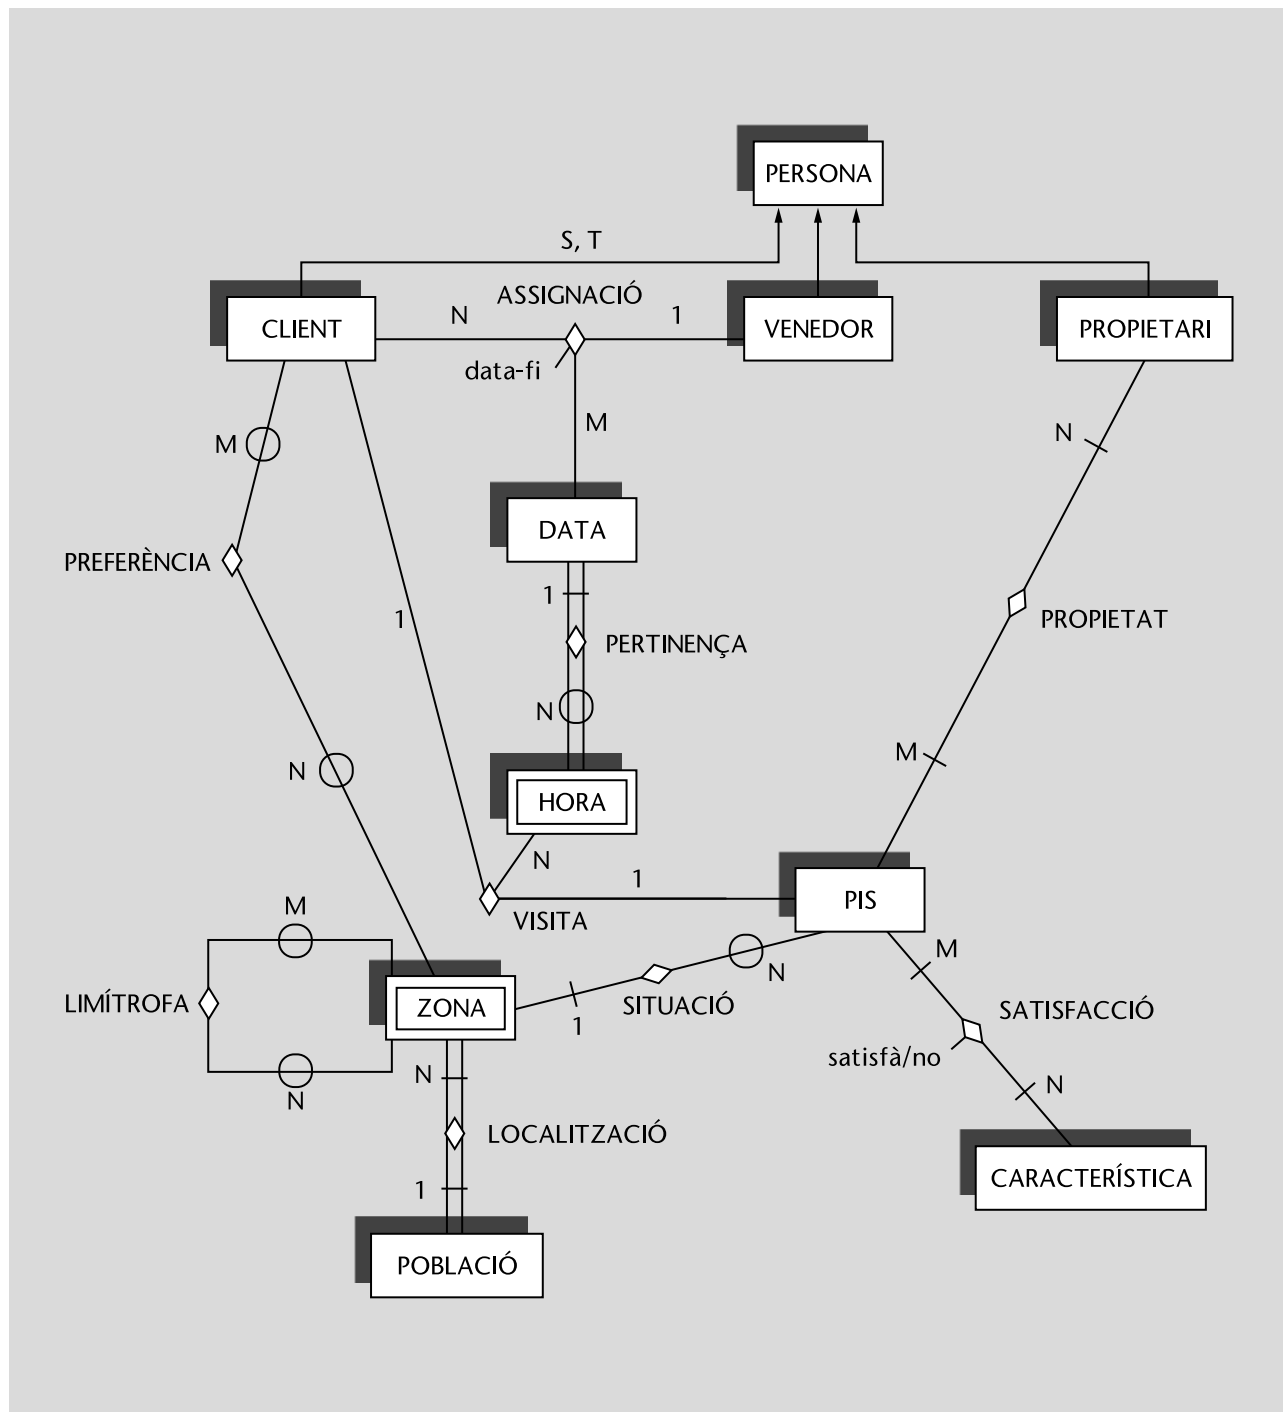 PERSONA
S, T
ASSIGNACIÓ
CLIENT
N
1
VENEDOR
PROPIETARI
data-fi
M
M
N
DATA
PREFERÈNCIA
1
1
PERTINENÇA
PROPIETAT
N
M
N
HORA
N
1
PIS
M
VISITA
M
N
LIMÍTROFA
ZONA
SITUACIÓ
1
SATISFACCIÓ
satisfà/no
N
N
N
LOCALITZACIÓ
1
CARACTERÍSTICA
POBLACIÓ